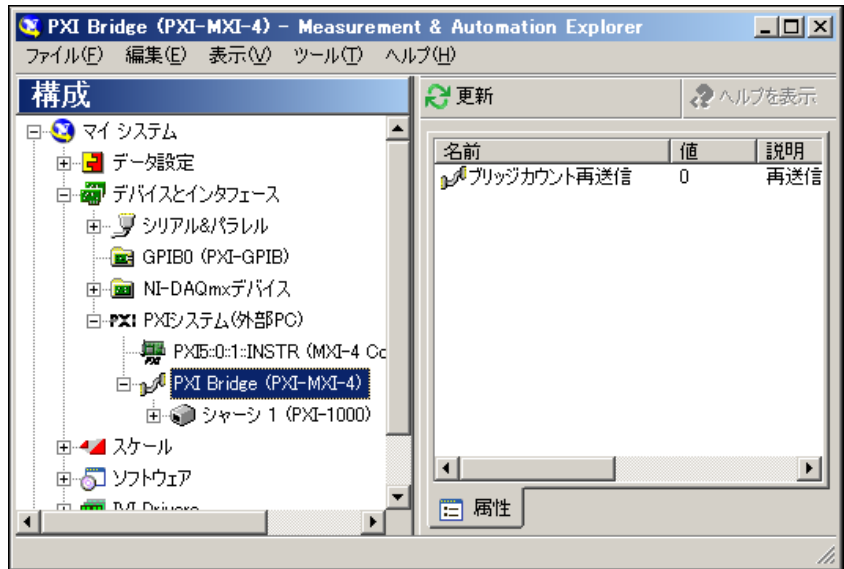 PXI Bridge (PXI-MXI-4) - Measurement & Automation Explorer
ファイル(F) 編集(E) 表示(V) ツール(T) ヘルプ(H)
構成
マイ システム
データ設定
デバイスとインタフェース
シリアル&パラレル
GPIB0 (PXI-GPIB)
NI-DAQmxデバイス
PXI PXIシステム(外部PC)
PXI5::0::1::INSTR (MXI-4 Co
PXI Bridge (PXI-MXI-4)
シャーシ 1 (PXI-1000)
スケール
ソフトウェア
IVI Drivers
更新 ヘルプを表示
名前 値 説明
ブリッジカウント再送信 0 再送信
属性